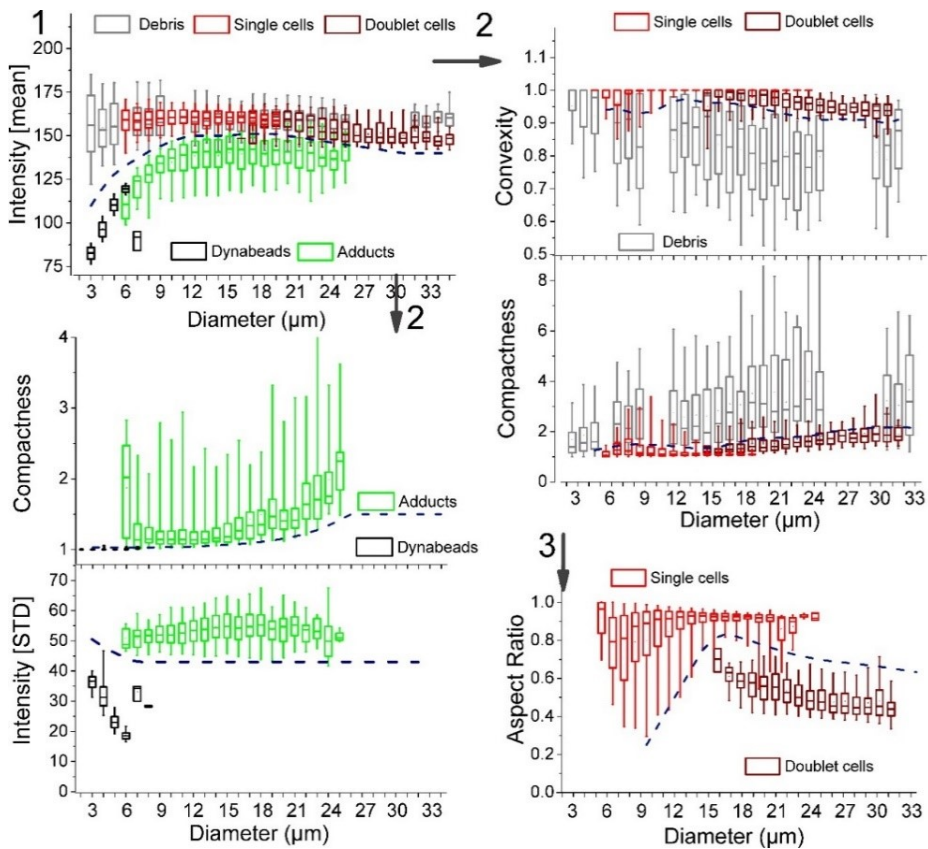 1
Debris Single cells Doublet cells
200
175
150
125
100
75
Intensity [mean]
Dynabeads Adducts
3 6 9 12 15 18 21 24 27 30 33
Diameter (µm)
2
1.1
1.0
0.9
0.8
0.7
0.6
0.5
Convexity
Single cells Doublet cells
Debris
8
6
4
2
0
Compactness
3 6 9 12 15 18 21 24 27 30 33
Diameter (µm)
2
4
3
2
1
Compactness
Adducts
Dynabeads
70
60
50
40
30
20
10
0
Intensity [STD]
3 6 9 12 15 18 21 24 27 30 33
Diameter (µm)
3
Single cells
1.0
0.8
0.6
0.4
0.2
0.0
Aspect Ratio
Doublet cells
3 6 9 12 15 18 21 24 27 30 33
Diameter (µm)